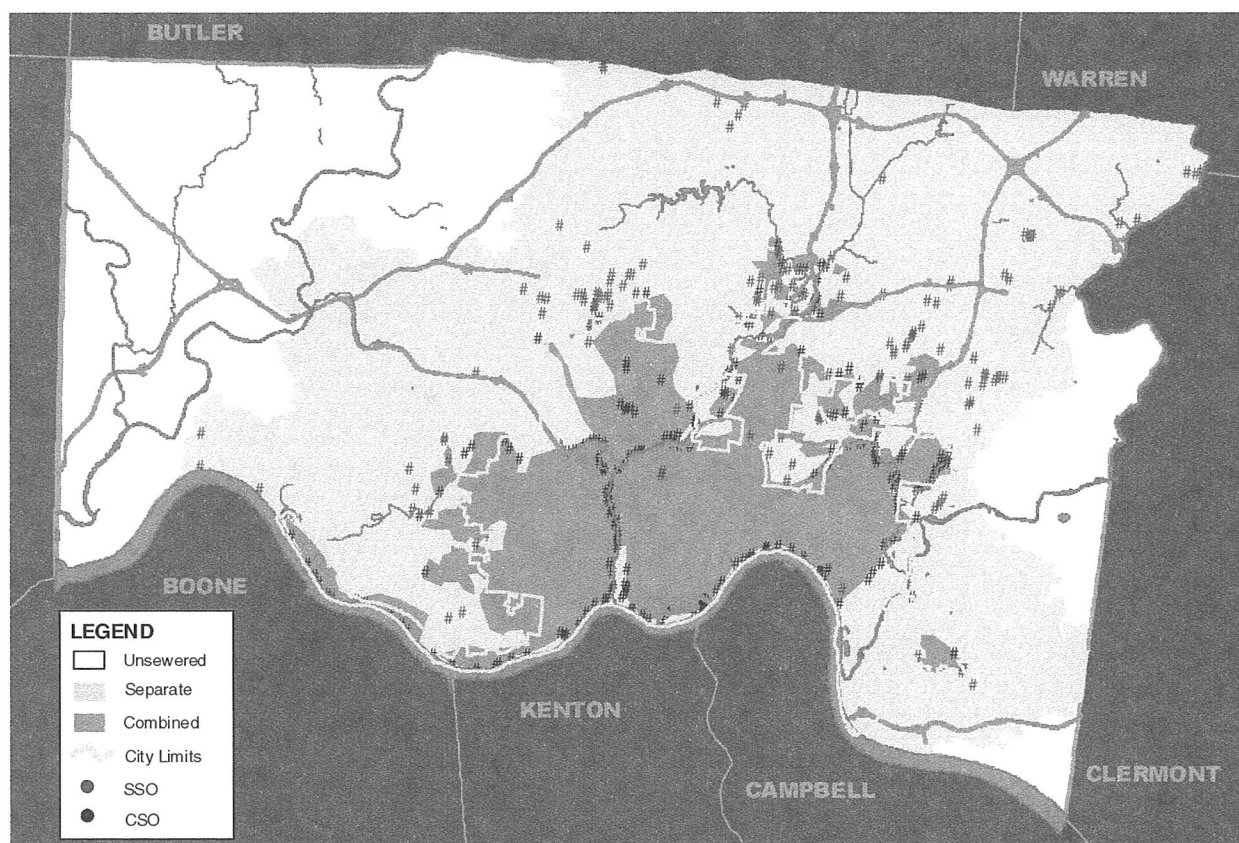 BUTLER
WARREN
BOONE
LEGEND
Unsewered
Separate
Combined
City Limits
SSO
CSO
KENTON
CAMPBELL
CLERMONT